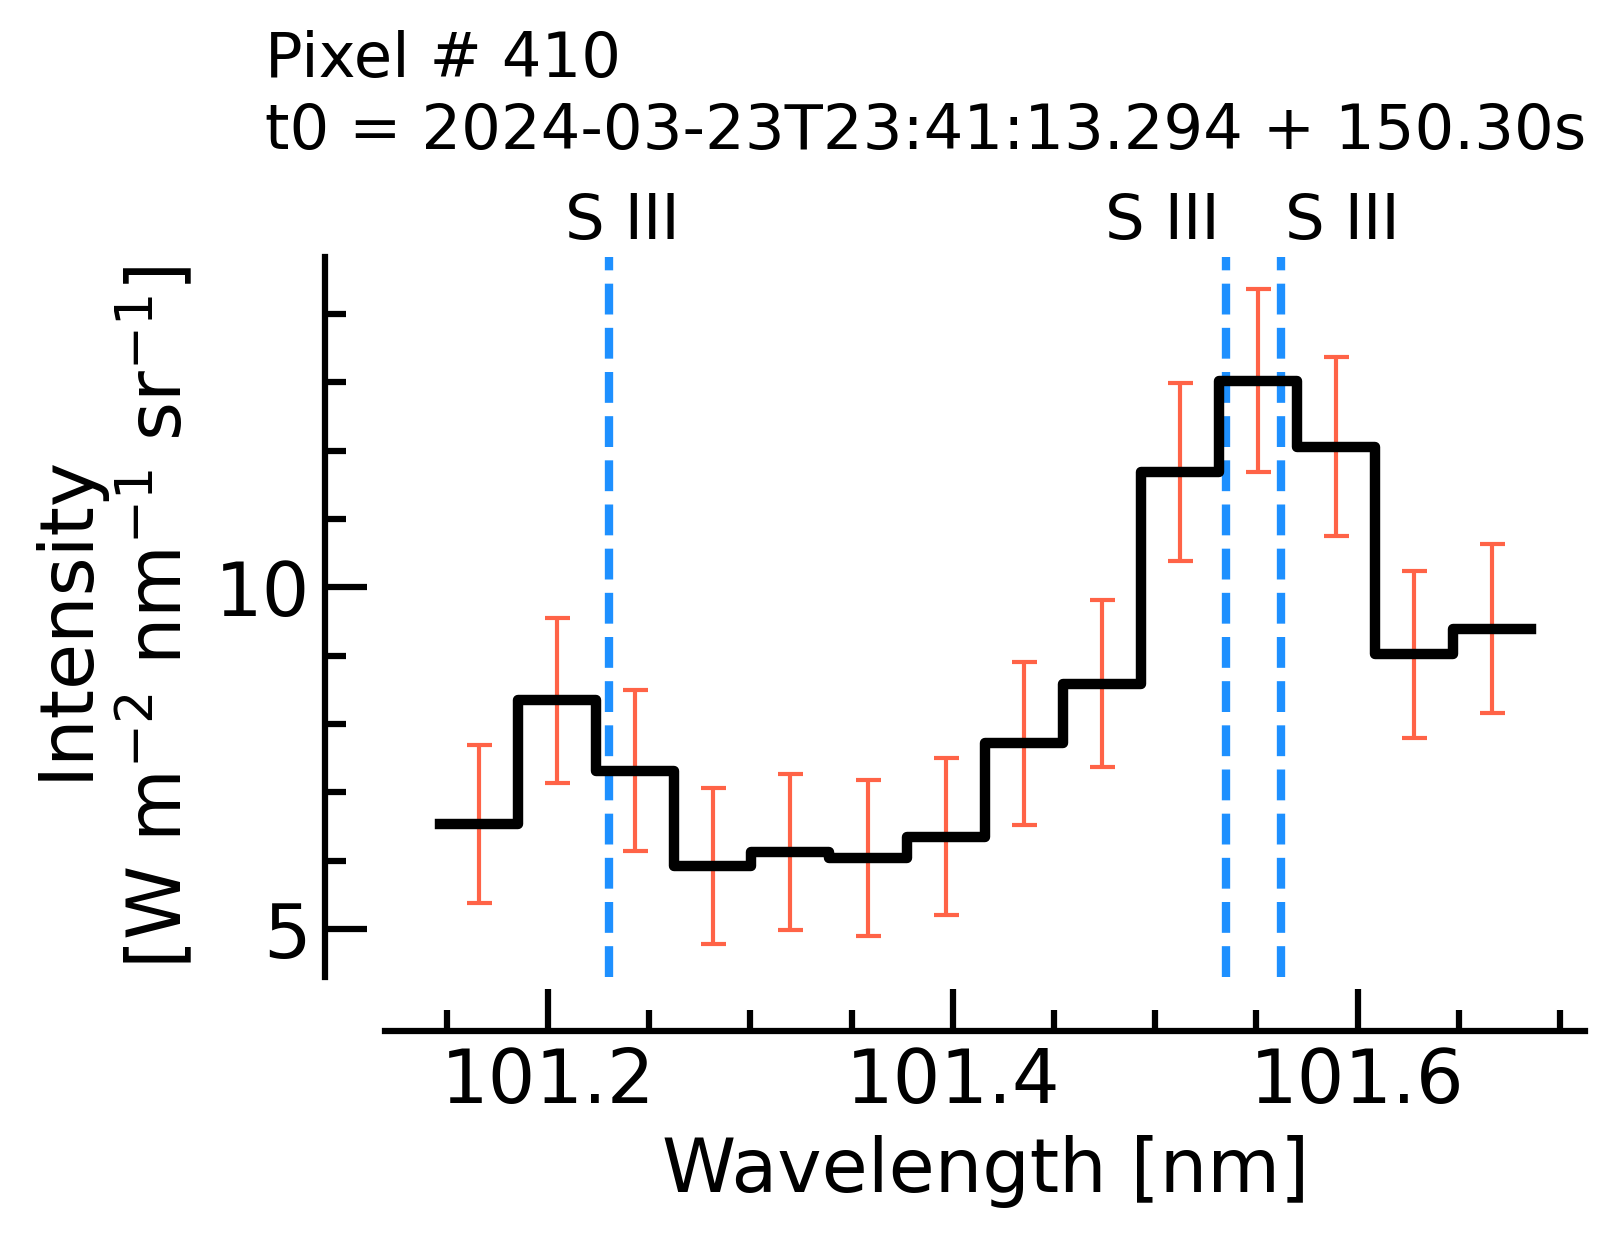 Pixel # 410
t0 = 2024-03-23T23:41:13.294 + 150.30s
S III S III S III
Intensity
[W m⁻² nm⁻¹ sr⁻¹]
10
5
101.2 101.4 101.6
Wavelength [nm]